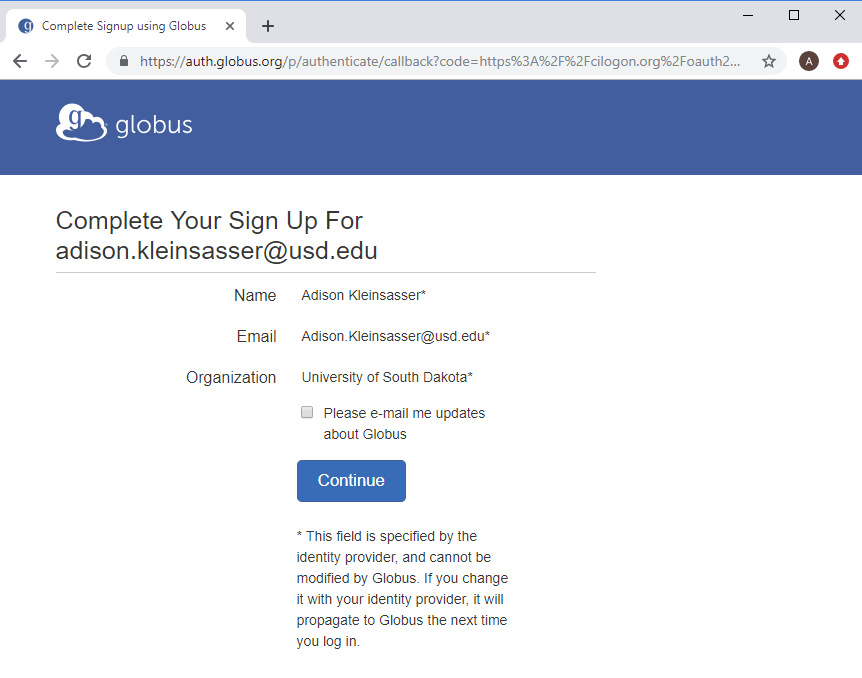 Complete Signup using Globus
https://auth.globus.org/p/authenticate/callback?code=https%3A%2F%2Fcilogon.org%2Foauth2...
A
g globus
Complete Your Sign Up For
adison.kleinsasser@usd.edu
Name Adison Kleinsasser*
Email Adison.Kleinsasser@usd.edu*
Organization University of South Dakota*
Please e-mail me updates
about Globus
Continue
* This field is specified by the
identity provider, and cannot be
modified by Globus. If you change
it with your identity provider, it will
propagate to Globus the next time
you log in.